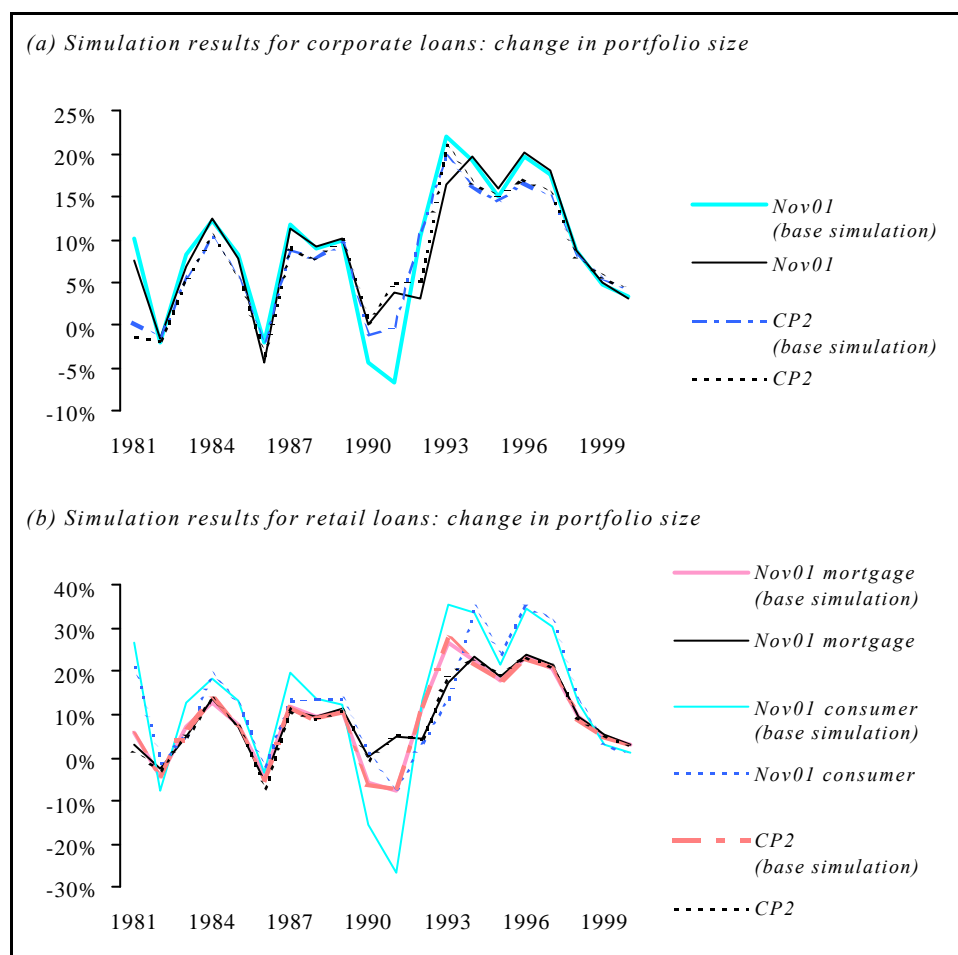 (a) Simulation results for corporate loans: change in portfolio size
25%
20%
15%
10%
5%
0%
-5%
-10%
1981 1984 1987 1990 1993 1996 1999
Nov01
(base simulation)
Nov01
CP2
(base simulation)
CP2
(b) Simulation results for retail loans: change in portfolio size
40%
30%
20%
10%
0%
-10%
-20%
-30%
1981 1984 1987 1990 1993 1996 1999
Nov01 mortgage
(base simulation)
Nov01 mortgage
Nov01 consumer
(base simulation)
Nov01 consumer
CP2
(base simulation)
CP2